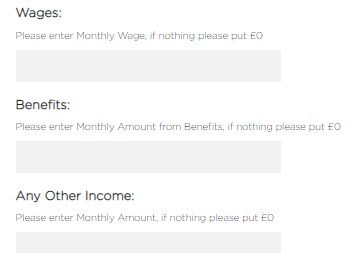 Wages:
Please enter Monthly Wage, if nothing please put £0
Benefits:
Please enter Monthly Amount from Benefits, if nothing please put £0
Any Other Income:
Please enter Monthly Amount, if nothing please put £0